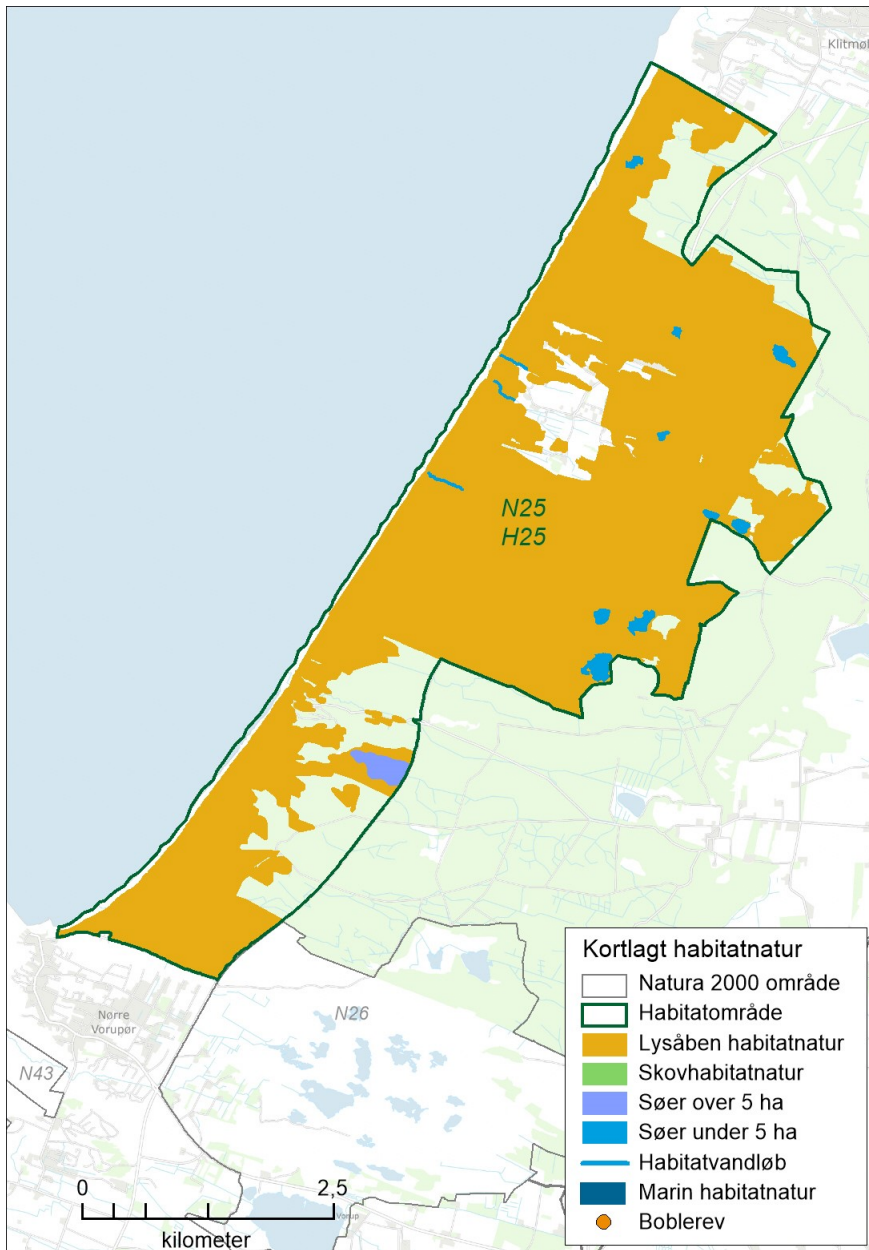 Klitmøl
N25
H25
Nørre
Vorupør
N26
N43
Vorup
0 2,5
kilometer
Kortlagt habitatnatur
Natura 2000 område
Habitatområde
Lysåben habitatnatur
Skovhabitatnatur
Søer over 5 ha
Søer under 5 ha
Habitatvandløb
Marin habitatnatur
Boblerev